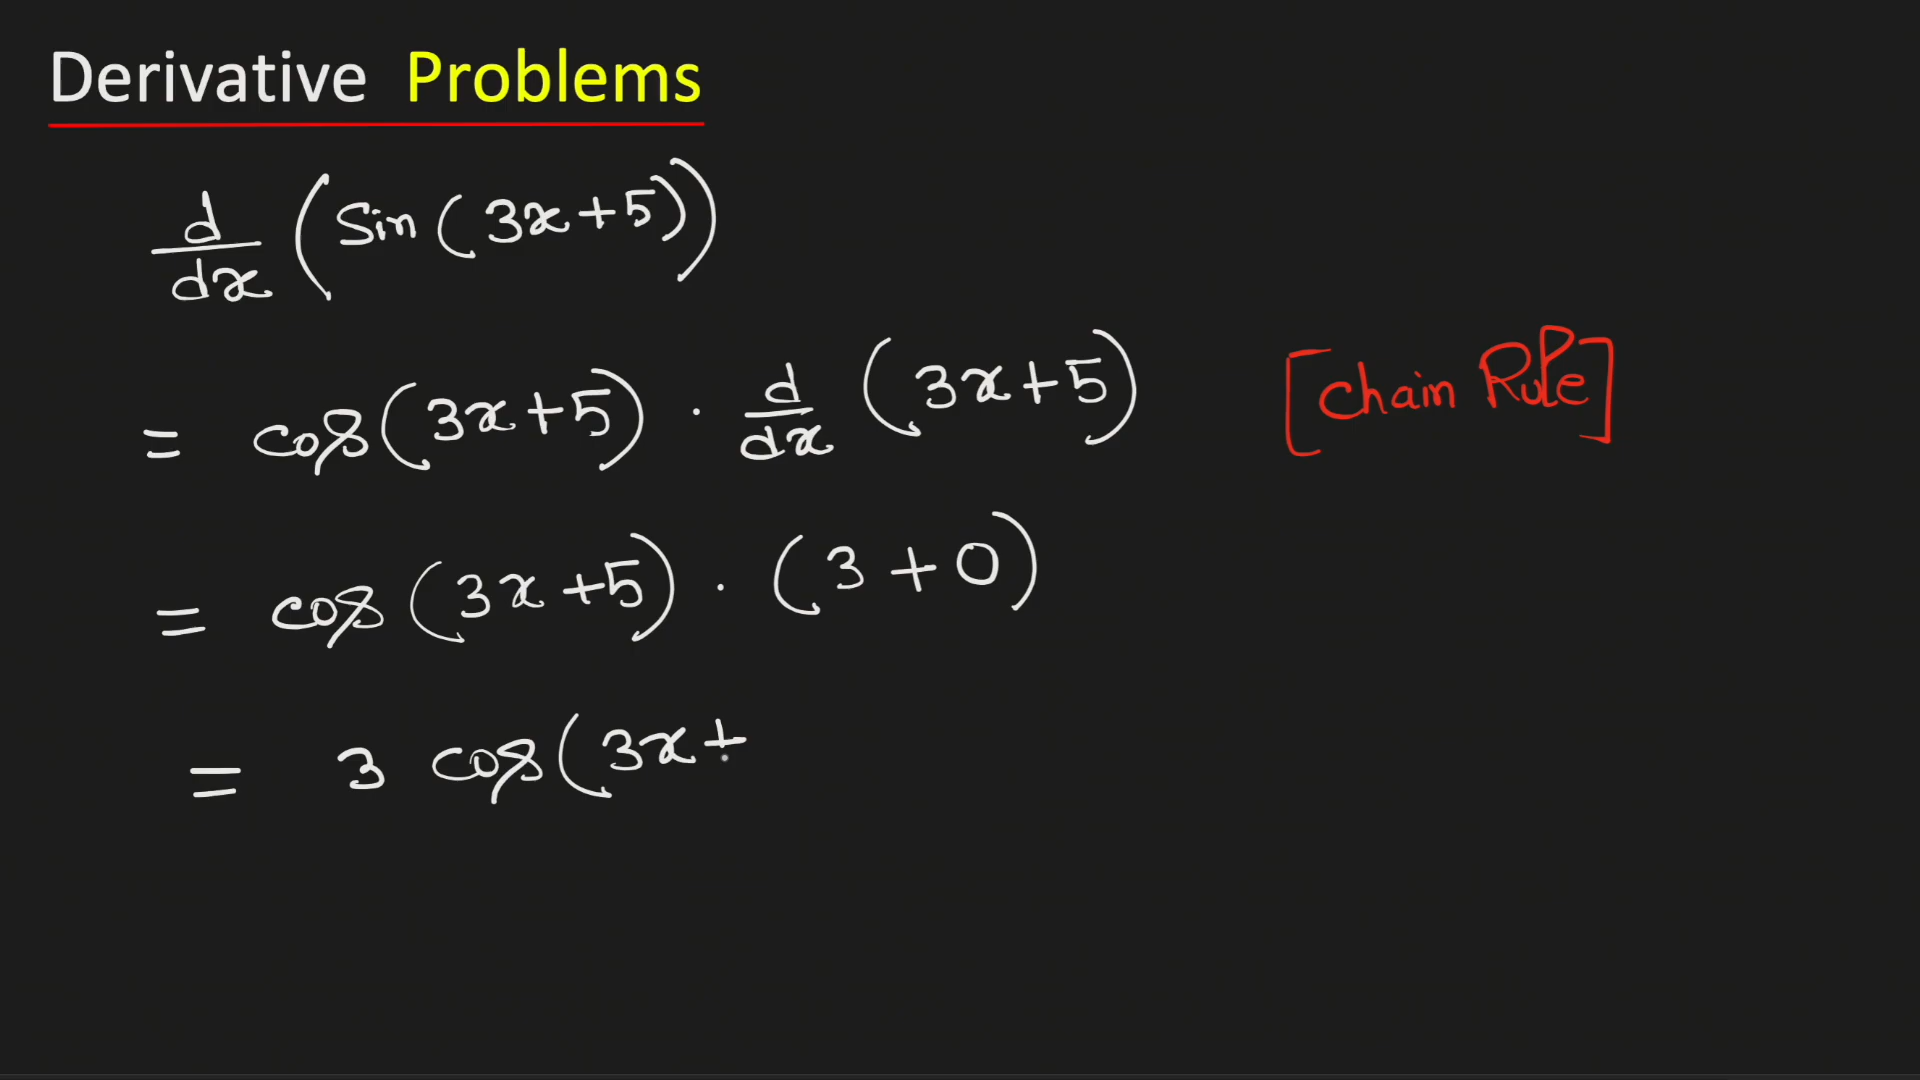 Derivative Problems
d/dx (Sin (3x+5))
= cos(3x+5) · d/dx (3x+5) [Chain Rule]
= cos(3x+5) · (3+0)
= 3 cos(3x+